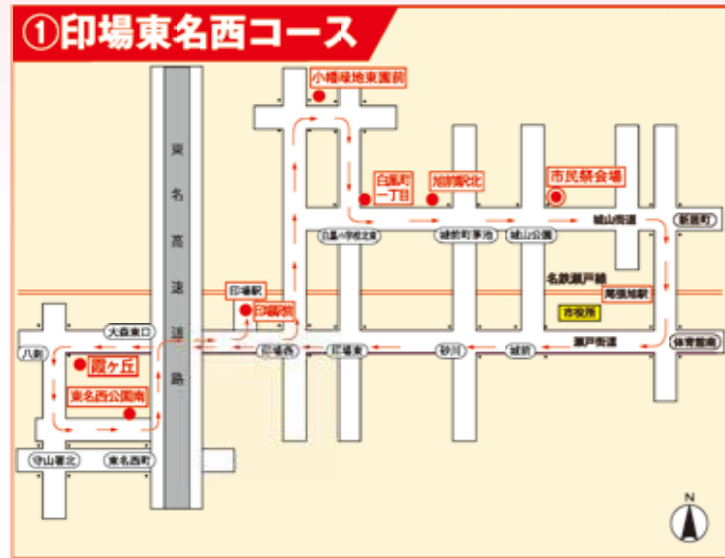 ①印場東名西コース
小幡緑地東園前
東名高速道路
白鳳町
一丁目
旭前駅北
市民祭会場
城山街道
新居町
白鳳小学校北東
旭前町茅池
城山公園
名鉄瀬戸線
印場駅
印場駅前
尾張旭駅
市役所
大森東口
八剣
印場西
印場東
砂川
城前
瀬戸街道
体育館南
霞ヶ丘
東名西公園南
守山署北
東名西町
N